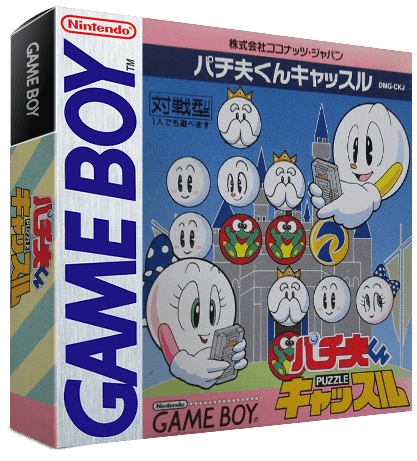 GAME BOY
パチ夫くん
PUZZLE
キャッスル
Nintendo
GAME BOY
TM
株式会社ココナッツ・ジャパン
パチ夫くんキャッスル DMG-CKJ
対戦型
1人でも遊べます
パチ夫くん
PUZZLE
キャッスル
Nintendo
GAME BOY